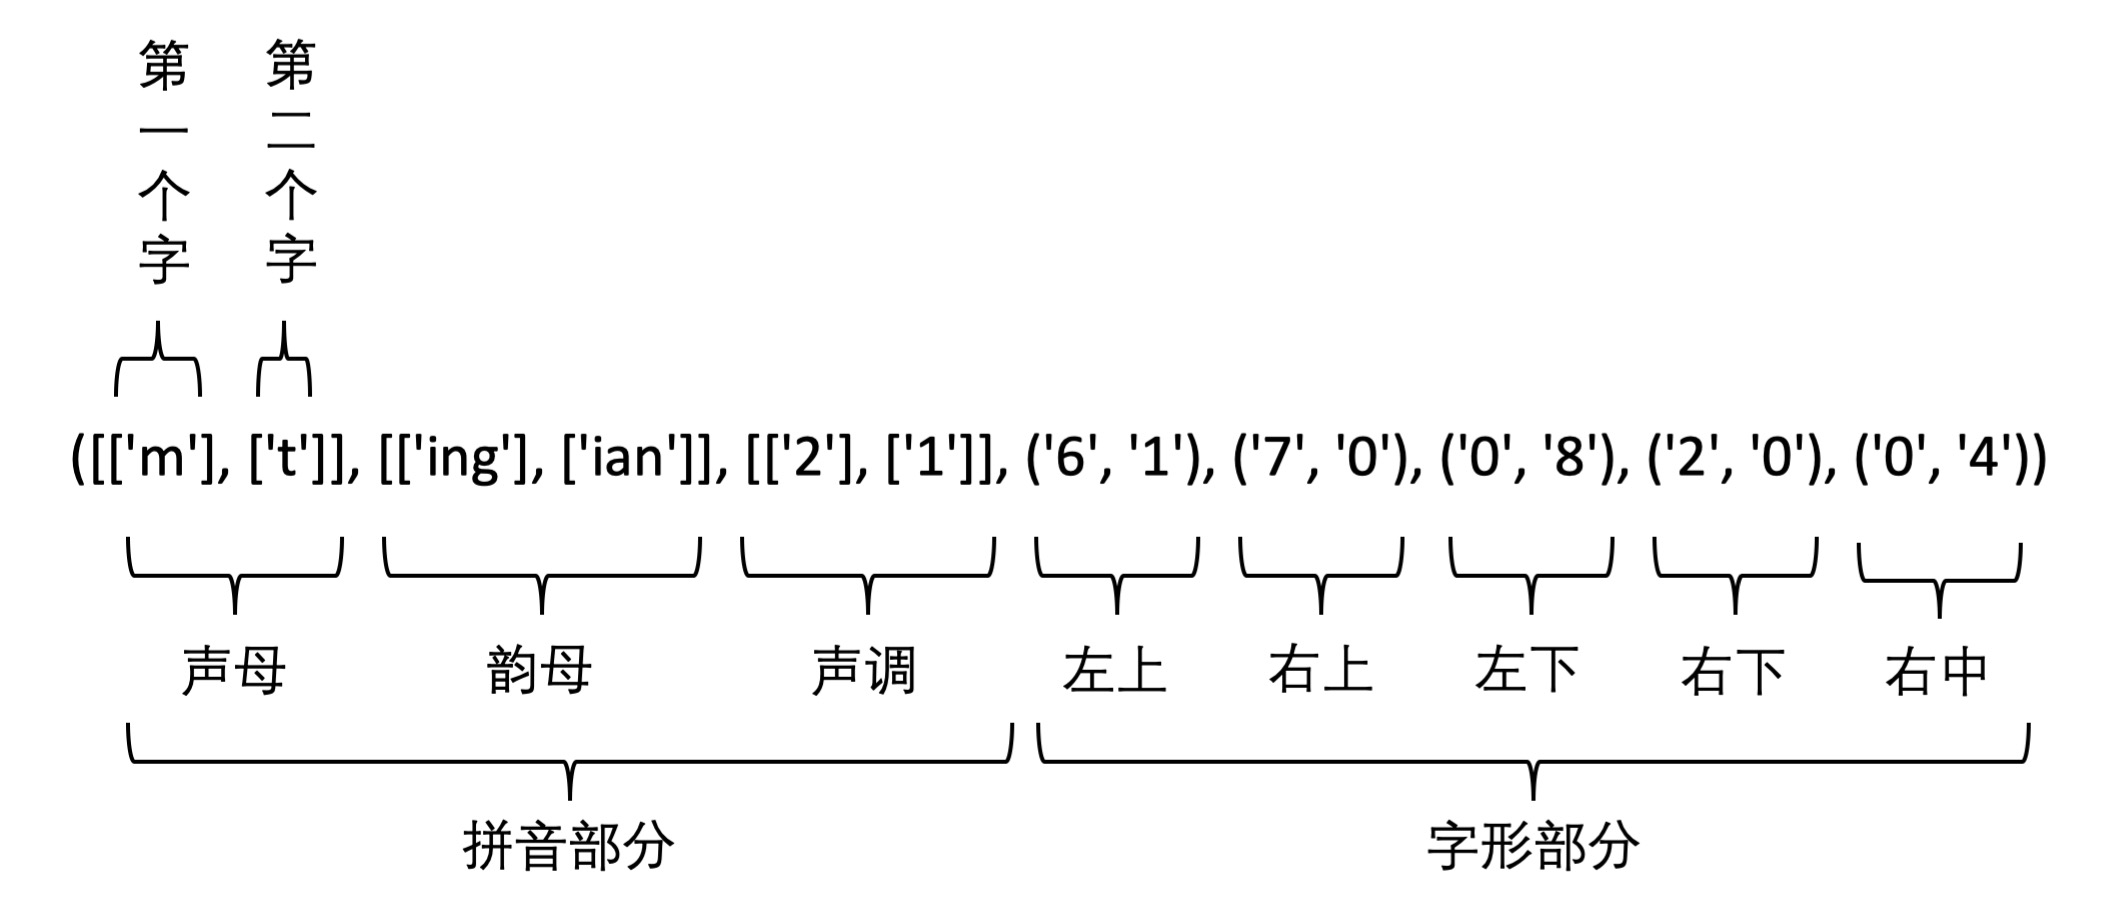 第一个字
第二个字
([['m'], ['t']], [['ing'], ['ian']], [['2'], ['1']], ('6', '1'), ('7', '0'), ('0', '8'), ('2', '0'), ('0', '4'))
声母
韵母
声调
左上
右上
左下
右下
右中
拼音部分
字形部分